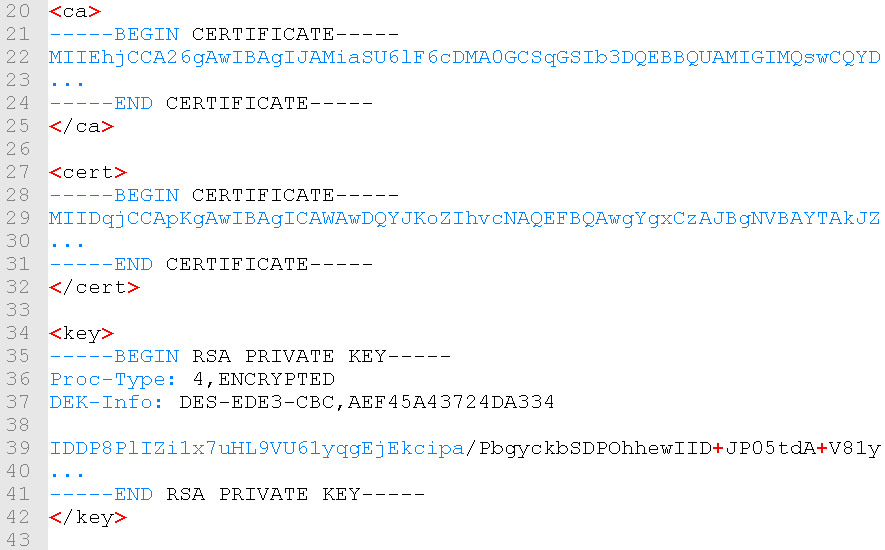 20 <ca>
21 -----BEGIN CERTIFICATE-----
22 MIIEhjCCA26gAwIBAgIJAMiaSU6lF6cDMA0GCSqGSIb3DQEBBQUAMIGIMQswCQYD
23 ...
24 -----END CERTIFICATE-----
25 </ca>
26
27 <cert>
28 -----BEGIN CERTIFICATE-----
29 MIIDqjCCApKgAwIBAgICAWAwDQYJKoZIhvcNAQEFBQAwgYgxCzAJBgNVBAYTAkJZ
30 ...
31 -----END CERTIFICATE-----
32 </cert>
33
34 <key>
35 -----BEGIN RSA PRIVATE KEY-----
36 Proc-Type: 4,ENCRYPTED
37 DEK-Info: DES-EDE3-CBC,AEF45A43724DA334
38
39 IDDP8PlIZi1x7uHL9VU61yqgEjEkcipa/PbgyckbSDPOhhewIID+JP05tdA+V81y
40 ...
41 -----END RSA PRIVATE KEY-----
42 </key>
43